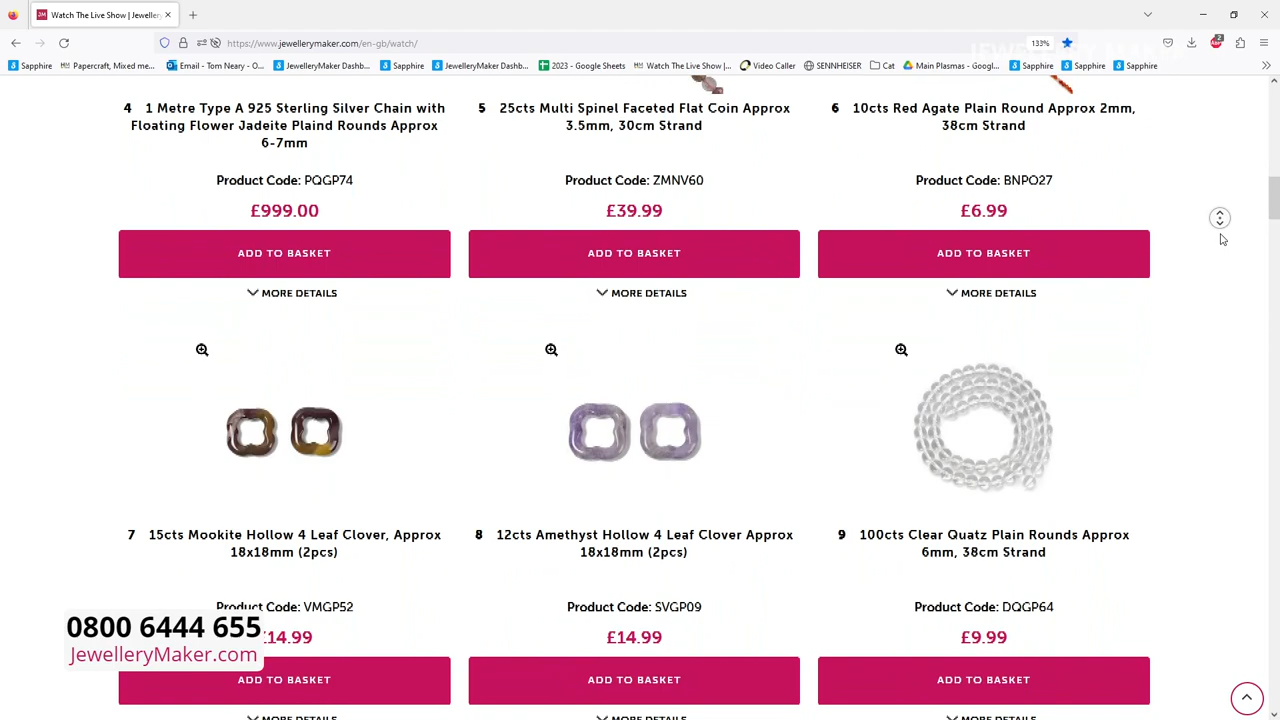 Watch The Live Show | Jeweller
https://www.jewellerymaker.com/en-gb/watch/
133%
2
Sapphire
Papercraft, Mixed me...
Email - Tom Neary - O...
JewelleryMaker Dashb...
Sapphire
JewelleryMaker Dashb...
2023 - Google Sheets
Watch The Live Show |...
Video Caller
SENNHEISER
Cat
Main Plasmas - Googl...
Sapphire
Sapphire
Sapphire
4 1 Metre Type A 925 Sterling Silver Chain with
Floating Flower Jadeite Plaind Rounds Approx
6-7mm
Product Code: PQGP74
£999.00
ADD TO BASKET
MORE DETAILS
5 25cts Multi Spinel Faceted Flat Coin Approx
3.5mm, 30cm Strand
Product Code: ZMNV60
£39.99
ADD TO BASKET
MORE DETAILS
6 10cts Red Agate Plain Round Approx 2mm,
38cm Strand
Product Code: BNPO27
£6.99
ADD TO BASKET
MORE DETAILS
7 15cts Mookite Hollow 4 Leaf Clover, Approx
18x18mm (2pcs)
Product Code: VMGP52
£14.99
ADD TO BASKET
MORE DETAILS
8 12cts Amethyst Hollow 4 Leaf Clover Approx
18x18mm (2pcs)
Product Code: SVGP09
£14.99
ADD TO BASKET
MORE DETAILS
9 100cts Clear Quatz Plain Rounds Approx
6mm, 38cm Strand
Product Code: DQGP64
£9.99
ADD TO BASKET
MORE DETAILS
0800 6444 655
JewelleryMaker.com